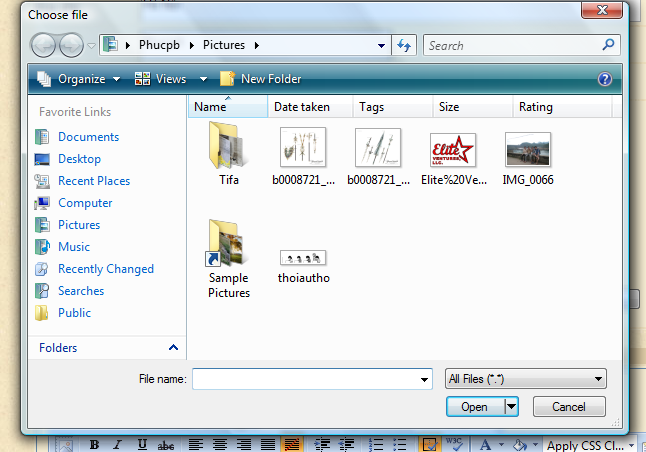 Choose file
Phucpb ▸ Pictures ▸
Search
Organize
Views
New Folder
Favorite Links
Documents
Desktop
Recent Places
Computer
Pictures
Music
Recently Changed
Searches
Public
Folders
Name
Date taken
Tags
Size
Rating
Tifa
b0008721_...
b0008721_...
Elite
VENTURES
LLC.
Elite%20Ve...
IMG_0066
Sample
Pictures
thoiautho
File name:
All Files (*.*)
Open
Cancel
B I U abc
W3C
A
Apply CSS Cl...